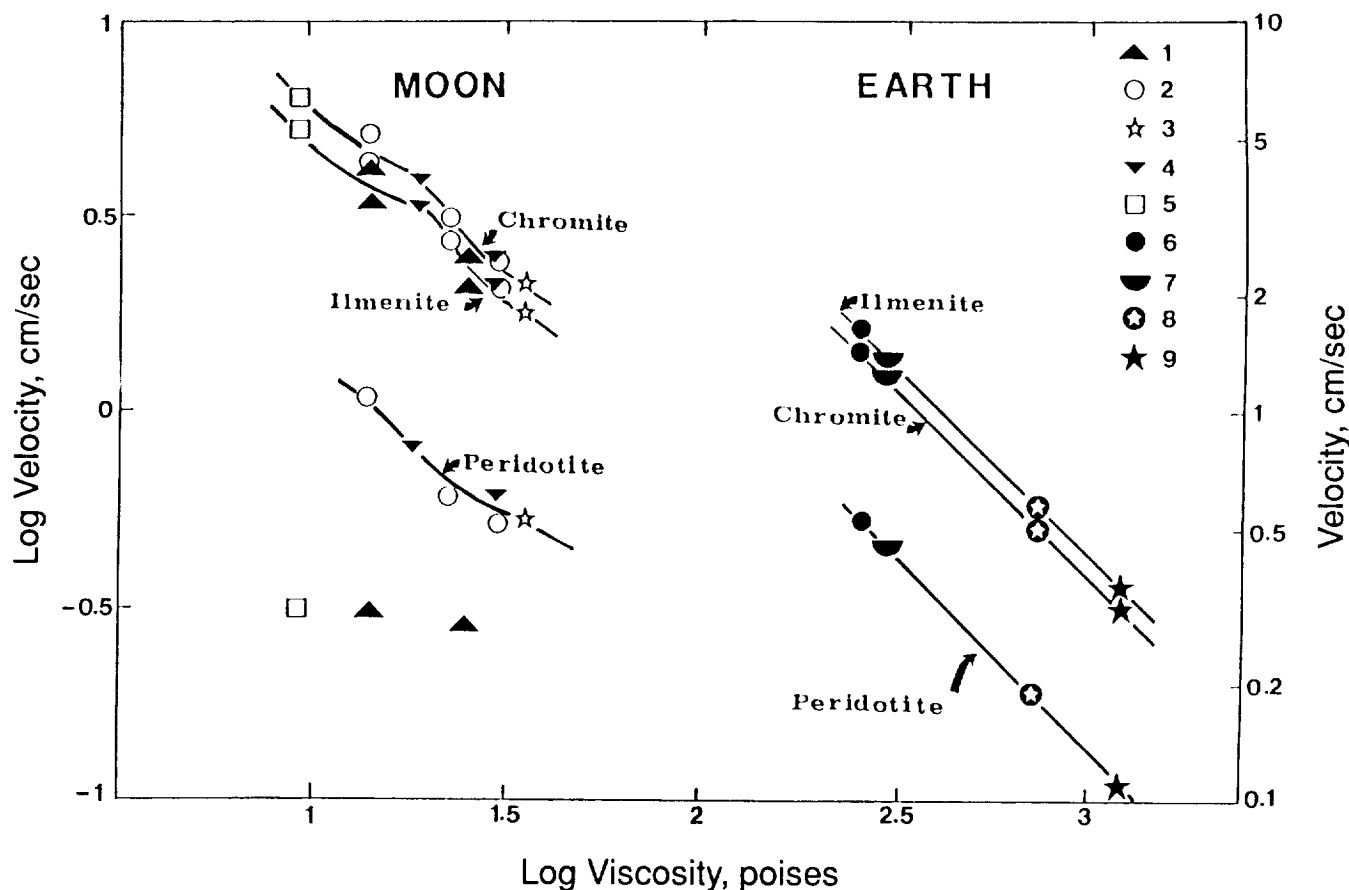 MOON
EARTH
1
2
3
4
5
6
7
8
9
Chromite
Ilmenite
Peridotite
Ilmenite
Chromite
Peridotite
1
0.5
0
-0.5
-1
Log Velocity, cm/sec
10
5
2
1
0.5
0.2
0.1
Velocity, cm/sec
1
1.5
2
2.5
3
Log Viscosity, poises